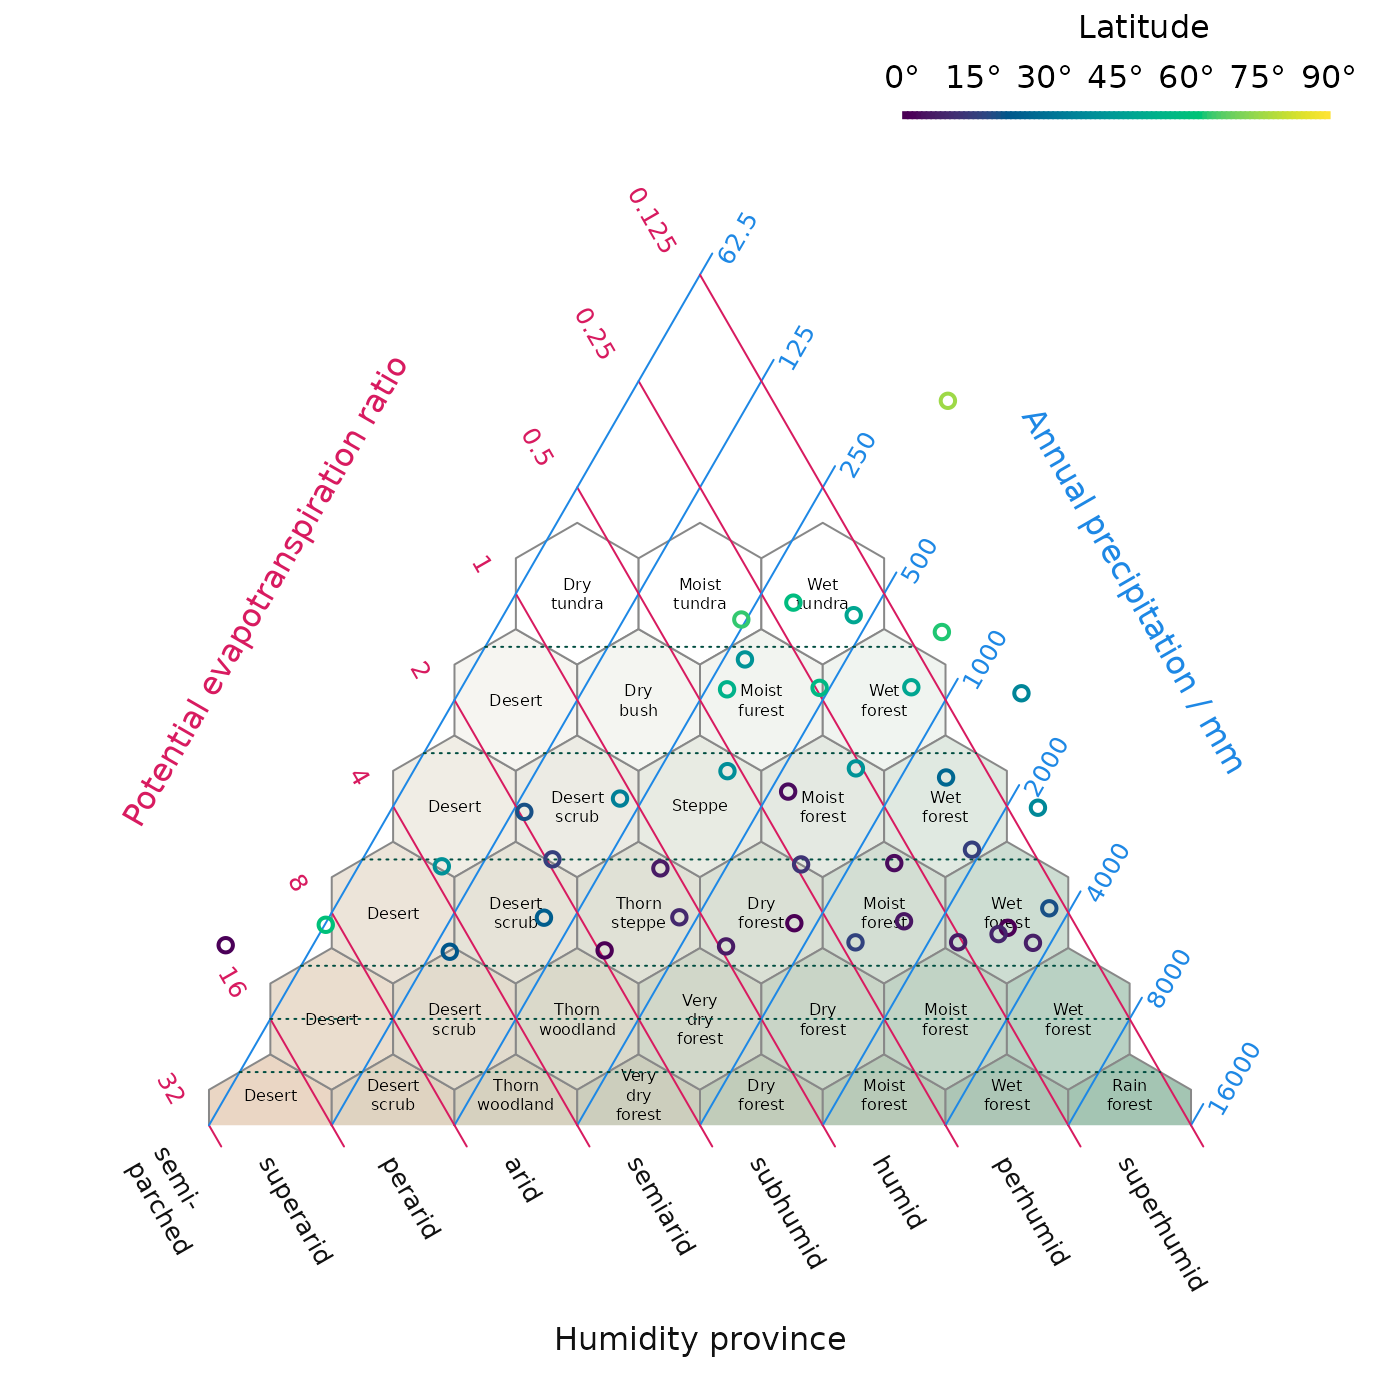 Latitude
0° 15° 30° 45° 60° 75° 90°
0.125
62.5
0.25
125
0.5
250
1
500
2
1000
4
2000
8
4000
16
8000
32
16000
Potential evapotranspiration ratio
Annual precipitation / mm
Dry
tundra
Moist
tundra
Wet
tundra
Desert
Dry
bush
Moist
furest
Wet
forest
Desert
Desert
scrub
Steppe
Moist
forest
Wet
forest
Desert
Desert
scrub
Thorn
steppe
Dry
forest
Moist
forest
Wet
forest
Desert
Desert
scrub
Thorn
woodland
Very
dry
forest
Dry
forest
Moist
forest
Wet
forest
Desert
Desert
scrub
Thorn
woodland
Very
dry
forest
Dry
forest
Moist
forest
Wet
forest
Rain
forest
semi-
parched
superarid
perarid
arid
semiarid
subhumid
humid
perhumid
superhumid
Humidity province